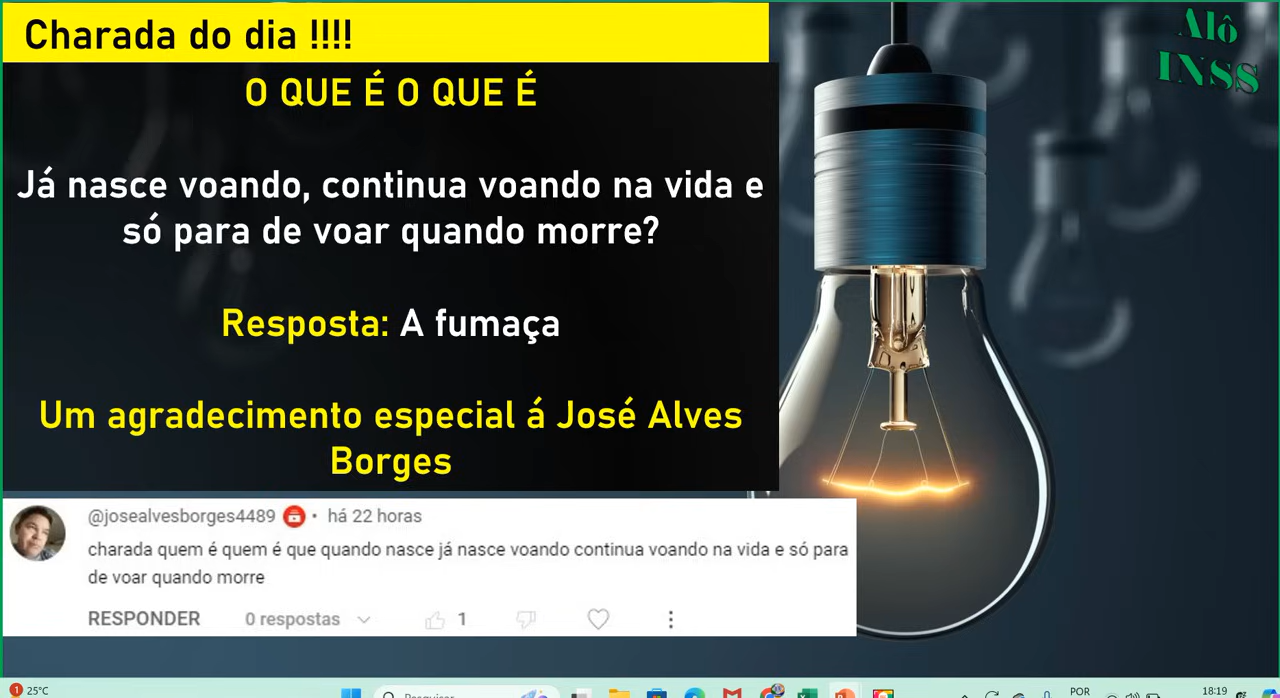 Charada do dia !!!!
Alô
INSS
O QUE É O QUE É
Já nasce voando, continua voando na vida e
só para de voar quando morre?
Resposta: A fumaça
Um agradecimento especial á José Alves
Borges
@josealvesborges4489 • há 22 horas
charada quem é quem é que quando nasce já nasce voando continua voando na vida e só para
de voar quando morre
RESPONDER 0 respostas 1
1 25°C
Pesquisar
POR
18:19